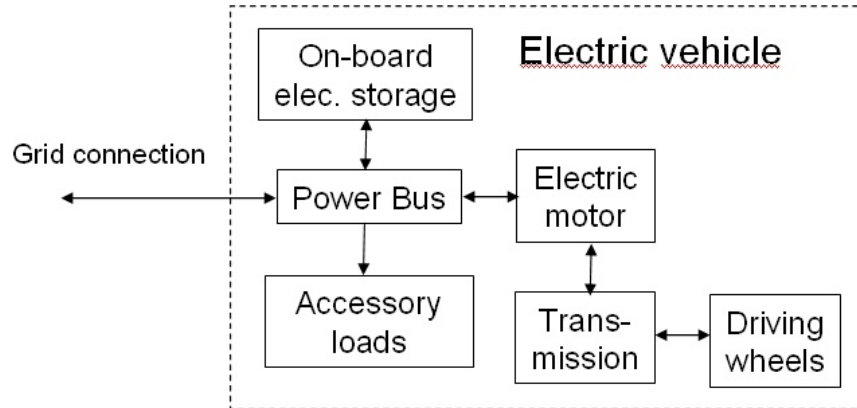 Electric vehicle
On-board
elec. storage
Grid connection
Power Bus
Electric
motor
Accessory
loads
Trans-
mission
Driving
wheels